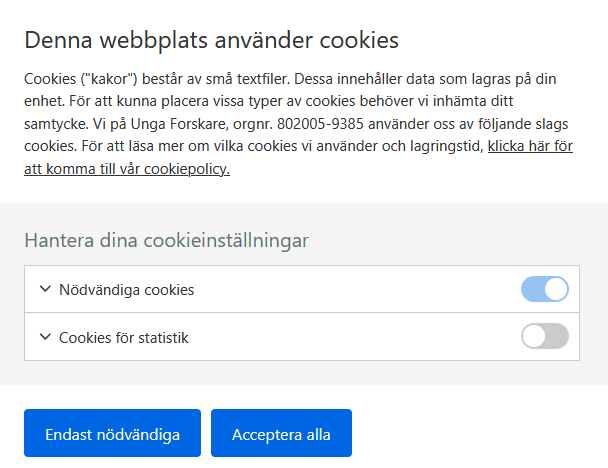 Denna webbplats använder cookies
Cookies ("kakor") består av små textfiler. Dessa innehåller data som lagras på din
enhet. För att kunna placera vissa typer av cookies behöver vi inhämta ditt
samtycke. Vi på Unga Forskare, orgnr. 802005-9385 använder oss av följande slags
cookies. För att läsa mer om vilka cookies vi använder och lagringstid, klicka här för
att komma till vår cookiepolicy.
Hantera dina cookieinställningar
Nödvändiga cookies
Cookies för statistik
Endast nödvändiga
Acceptera alla